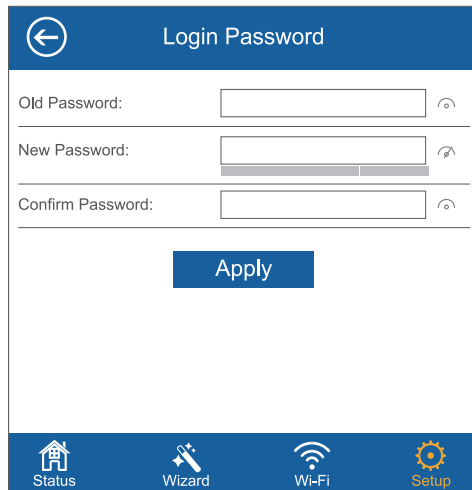 Login Password
Old Password:
New Password:
Confirm Password:
Apply
Status Wizard Wi-Fi Setup